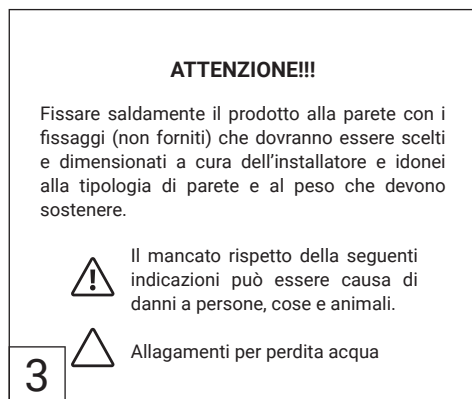 ATTENZIONE!!!
Fissare saldamente il prodotto alla parete con i
fissaggi (non forniti) che dovranno essere scelti
e dimensionati a cura dell'installatore e idonei
alla tipologia di parete e al peso che devono
sostenere.
Il mancato rispetto della seguenti
indicazioni può essere causa di
danni a persone, cose e animali.
Allagamenti per perdita acqua
3